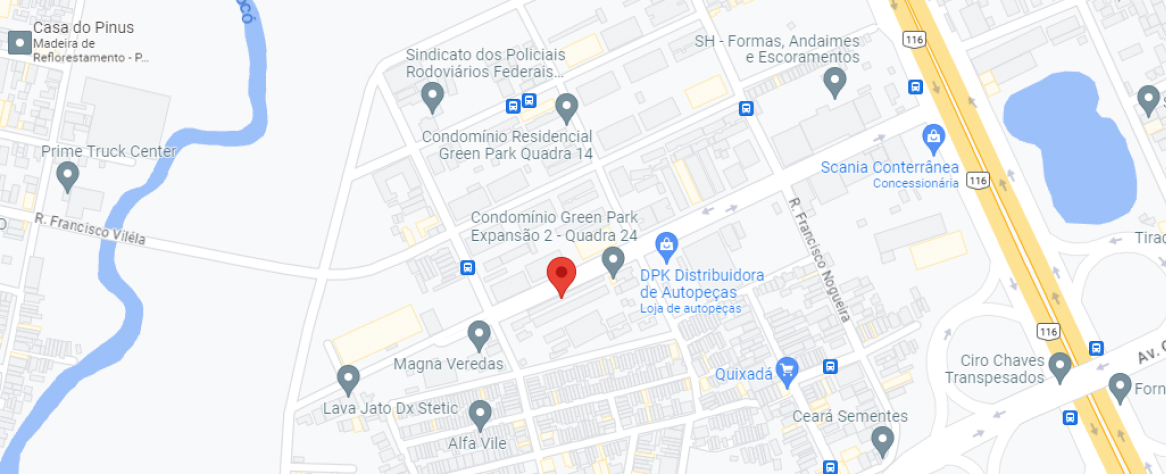 ocó
Casa do Pinus
Madeira de
Reflorestamento - P...
Sindicato dos Policiais
Rodoviários Federais...
SH - Formas, Andaimes
e Escoramentos
116
Condomínio Residencial
Green Park Quadra 14
Prime Truck Center
Scania Conterrânea
Concessionária
116
R. Francisco Viléla
Condomínio Green Park
Expansão 2 - Quadra 24
R. Francisco Nogueira
Tirad
DPK Distribuidora
de Autopeças
Loja de autopeças
116
Magna Veredas
Quixadá
Ciro Chaves
Transpesados
Av. C
Forn
Lava Jato Dx Stetic
Alfa Vile
Ceará Sementes